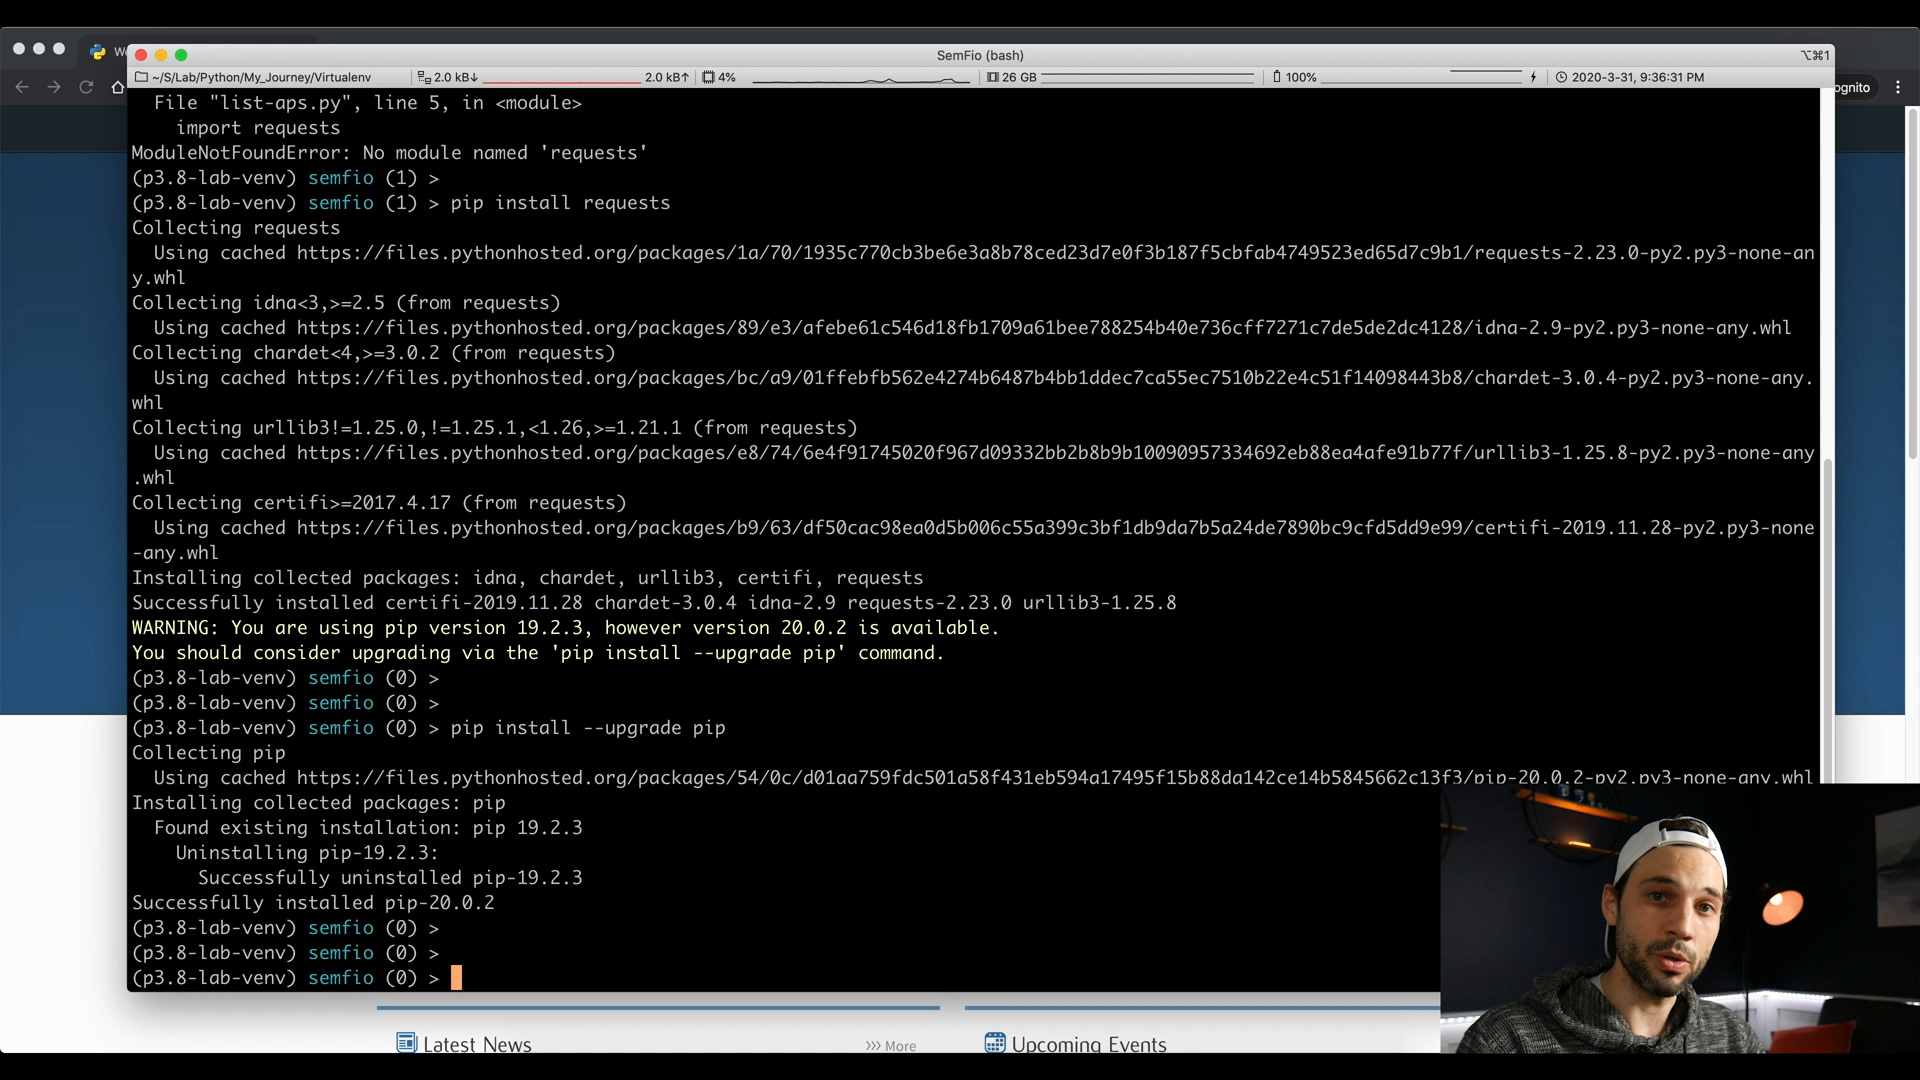 W
SemFio (bash)
⌥⌘1
~/S/Lab/Python/My_Journey/Virtualenv
2.0 kB↓
2.0 kB↑
4%
26 GB
100%
2020-3-31, 9:36:31 PM
ognito
File "list-aps.py", line 5, in <module>
import requests
ModuleNotFoundError: No module named 'requests'
(p3.8-lab-venv) semfio (1) >
(p3.8-lab-venv) semfio (1) > pip install requests
Collecting requests
Using cached https://files.pythonhosted.org/packages/1a/70/1935c770cb3be6e3a8b78ced23d7e0f3b187f5cbfab4749523ed65d7c9b1/requests-2.23.0-py2.py3-none-an
y.whl
Collecting idna<3,>=2.5 (from requests)
Using cached https://files.pythonhosted.org/packages/89/e3/afebe61c546d18fb1709a61bee788254b40e736cff7271c7de5de2dc4128/idna-2.9-py2.py3-none-any.whl
Collecting chardet<4,>=3.0.2 (from requests)
Using cached https://files.pythonhosted.org/packages/bc/a9/01ffebfb562e4274b6487b4bb1ddec7ca55ec7510b22e4c51f14098443b8/chardet-3.0.4-py2.py3-none-any.
whl
Collecting urllib3!=1.25.0,!=1.25.1,<1.26,>=1.21.1 (from requests)
Using cached https://files.pythonhosted.org/packages/e8/74/6e4f91745020f967d09332bb2b8b9b10090957334692eb88ea4afe91b77f/urllib3-1.25.8-py2.py3-none-any
.whl
Collecting certifi>=2017.4.17 (from requests)
Using cached https://files.pythonhosted.org/packages/b9/63/df50cac98ea0d5b006c55a399c3bf1db9da7b5a24de7890bc9cfd5dd9e99/certifi-2019.11.28-py2.py3-none
-any.whl
Installing collected packages: idna, chardet, urllib3, certifi, requests
Successfully installed certifi-2019.11.28 chardet-3.0.4 idna-2.9 requests-2.23.0 urllib3-1.25.8
WARNING: You are using pip version 19.2.3, however version 20.0.2 is available.
You should consider upgrading via the 'pip install --upgrade pip' command.
(p3.8-lab-venv) semfio (0) >
(p3.8-lab-venv) semfio (0) >
(p3.8-lab-venv) semfio (0) > pip install --upgrade pip
Collecting pip
Using cached https://files.pythonhosted.org/packages/54/0c/d01aa759fdc501a58f431eb594a17495f15b88da142ce14b5845662c13f3/pip-20.0.2-py2.py3-none-any.whl
Installing collected packages: pip
Found existing installation: pip 19.2.3
Uninstalling pip-19.2.3:
Successfully uninstalled pip-19.2.3
Successfully installed pip-20.0.2
(p3.8-lab-venv) semfio (0) >
(p3.8-lab-venv) semfio (0) >
(p3.8-lab-venv) semfio (0) >
Latest News
>>> More
Upcoming Events